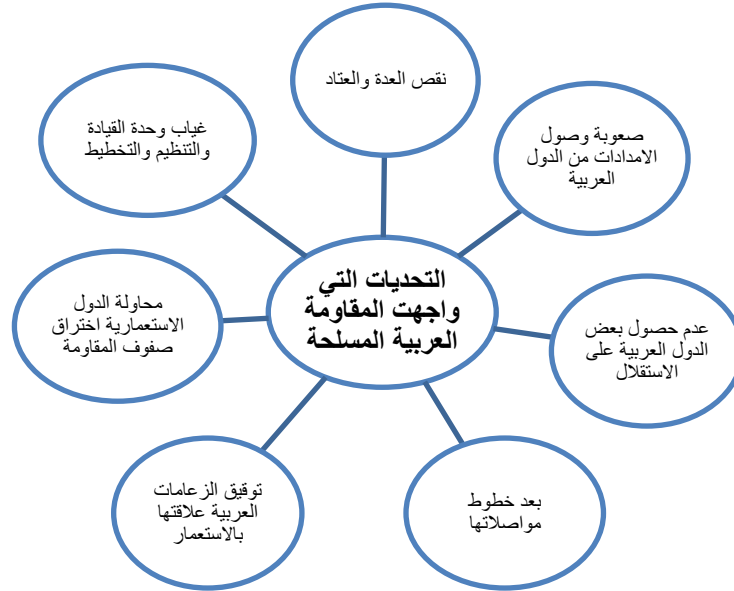 نقص العدة والعتاد
صعوبة وصول
الامدادات من الدول
العربية
عدم حصول بعض
الدول العربية على
الاستقلال
بعد خطوط
مواصلاتها
توقيق الزعامات
العربية علاقتها
بالاستعمار
محاولة الدول
الاستعمارية اختراق
صفوف المقاومة
غياب وحدة القيادة
والتنظيم والتخطيط
التحديات التي
واجهت المقاومة
العربية المسلحة